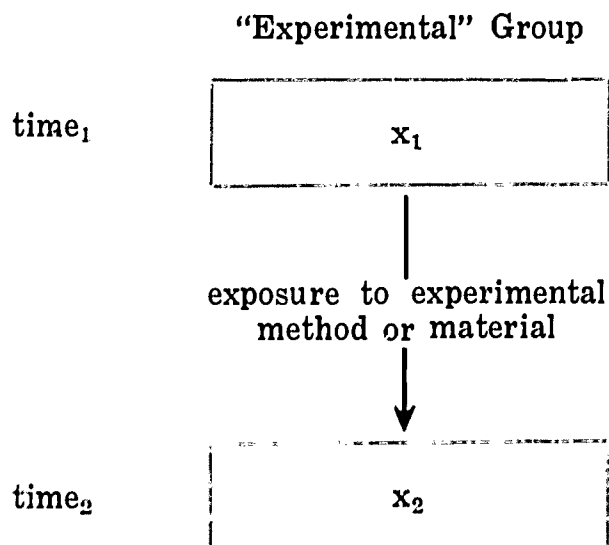 “Experimental” Group
time₁
x₁
exposure to experimental
method or material
time₂
x₂